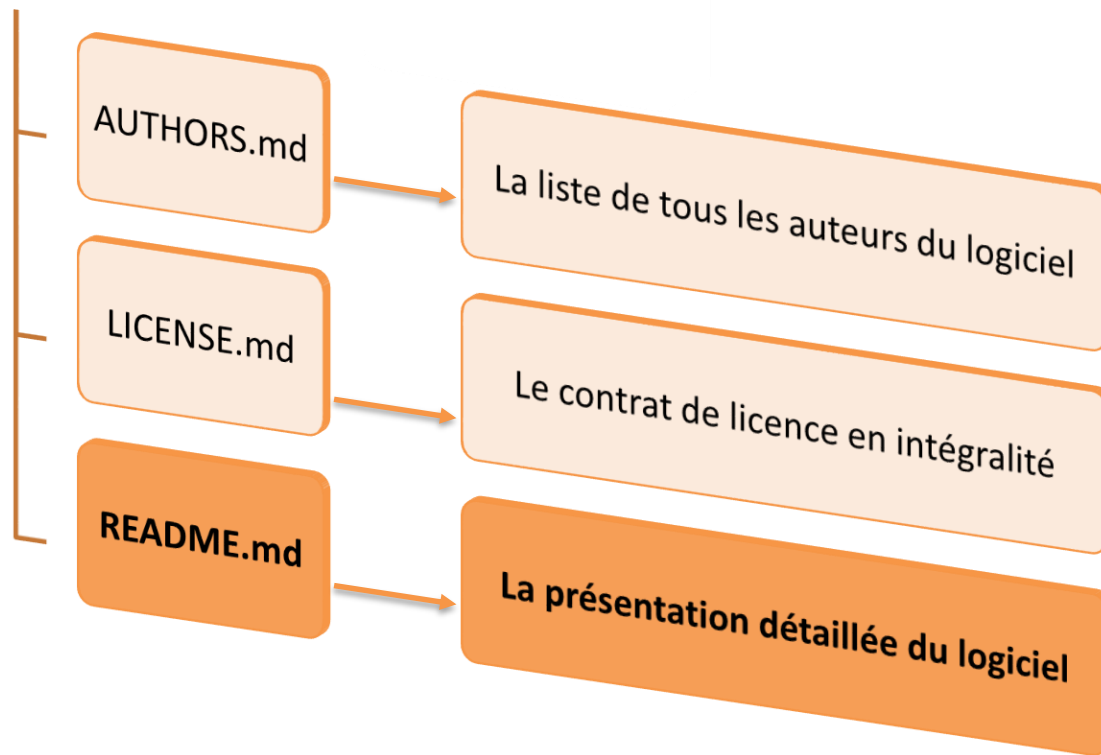 AUTHORS.md
La liste de tous les auteurs du logiciel
LICENSE.md
Le contrat de licence en intégralité
README.md
La présentation détaillée du logiciel